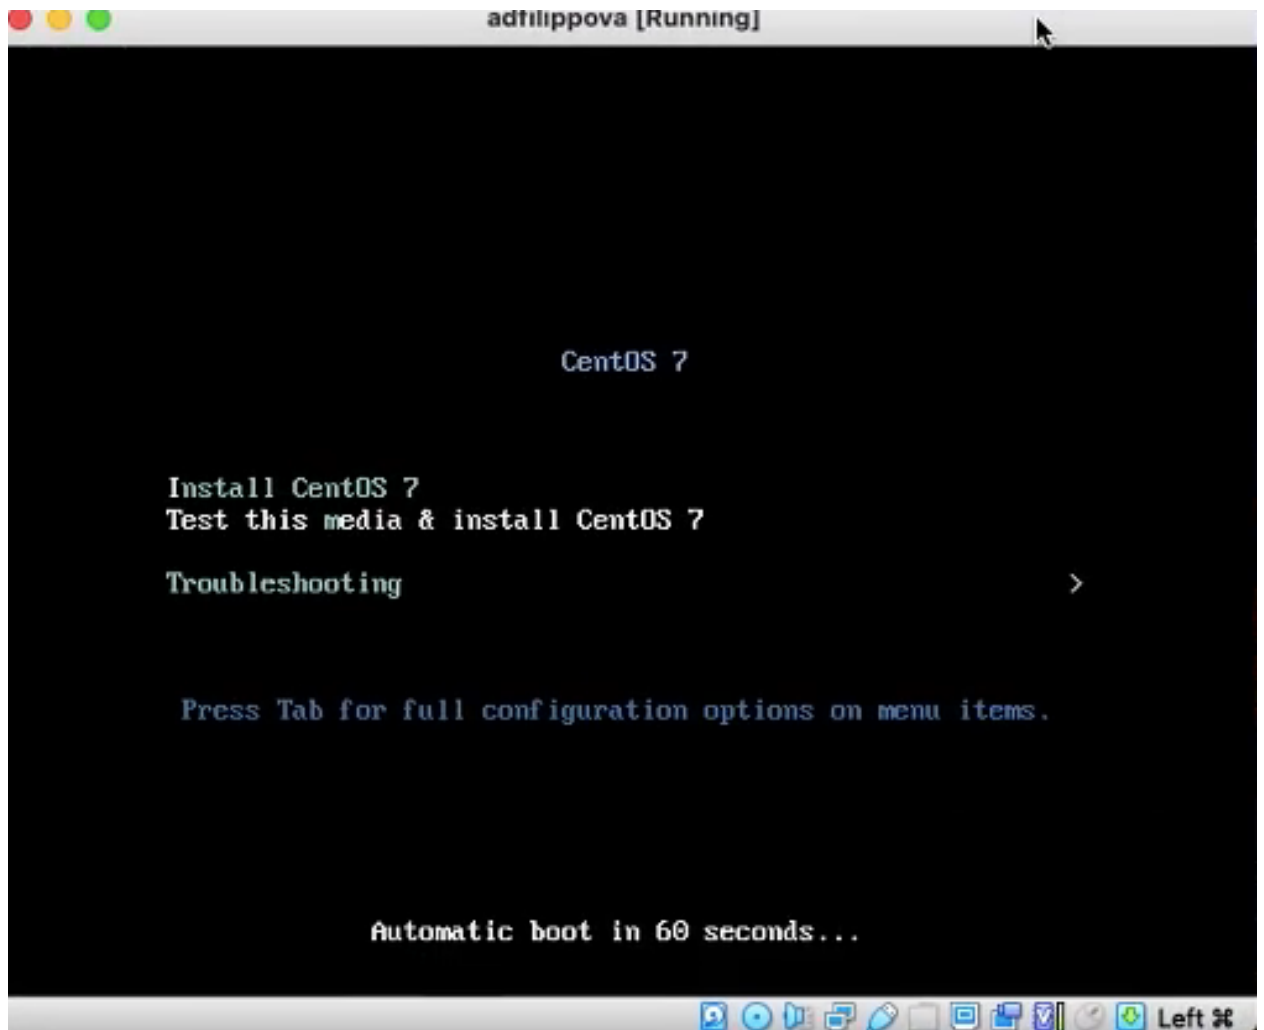 adfilippova [Running]
CentOS 7
Install CentOS 7
Test this media & install CentOS 7
Troubleshooting >
Press Tab for full configuration options on menu items.
Automatic boot in 60 seconds...
Left ⌘